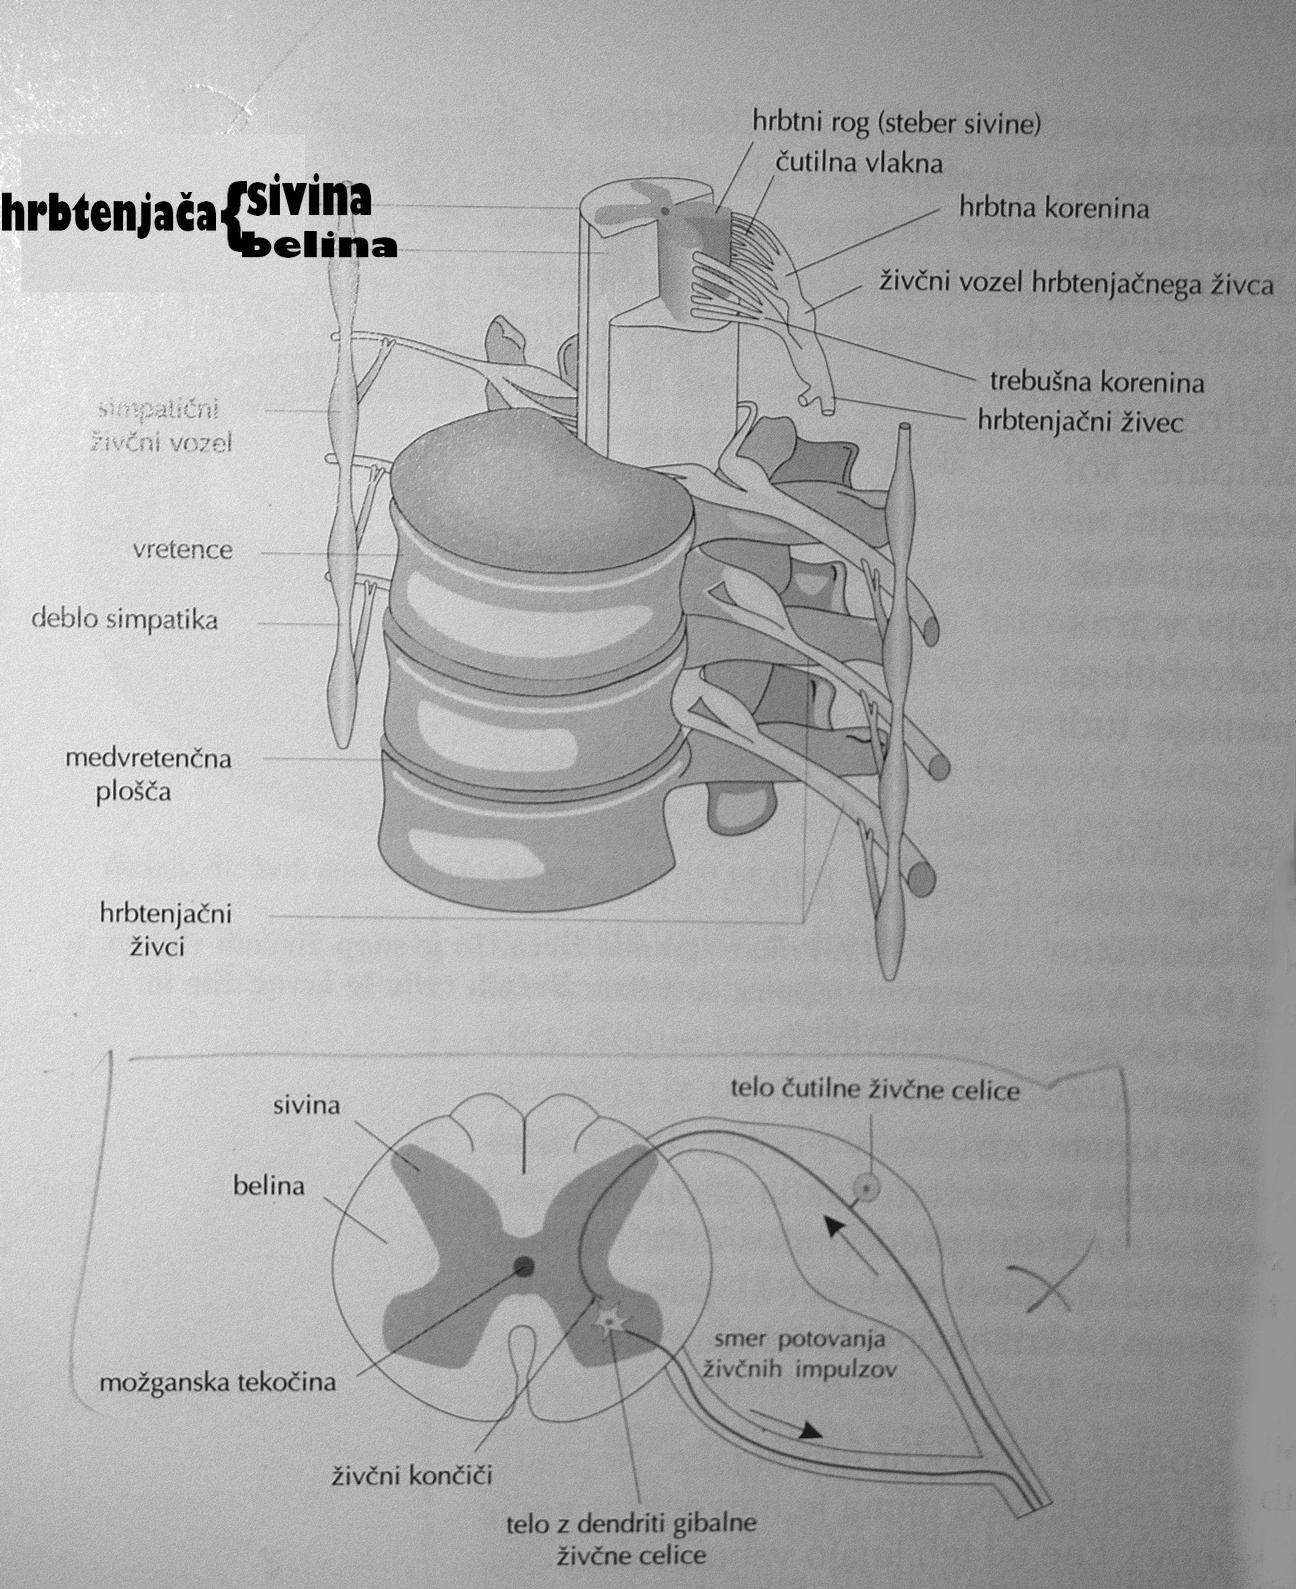 hrbtni rog (steber sivine)
čutilna vlakna
hrbtna korenina
živčni vozel hrbtenjačnega živca
trebušna korenina
hrbtenjačni živec
hrbtenjača { sivina
belina
simpatični
živčni vozel
vretence
deblo simpatika
medvretenčna
plošča
hrbtenjačni
živci
sivina
belina
možganska tekočina
živčni končiči
telo z dendriti gibalne
živčne celice
telo čutilne živčne celice
smer potovanja
živčnih impulzov